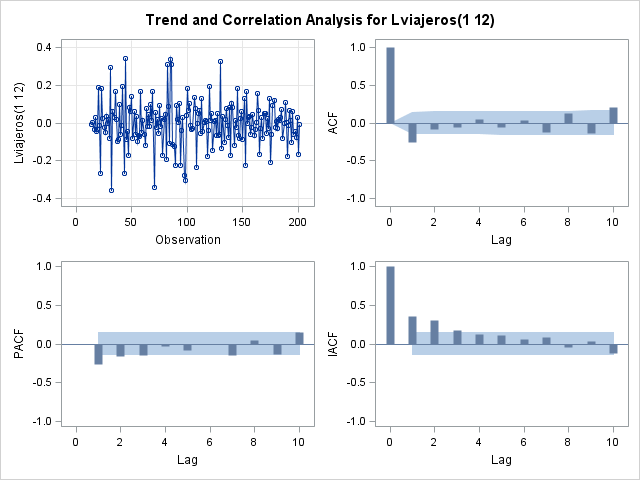 Trend and Correlation Analysis for Lviajeros(1 12)
0.4
0.2
0.0
-0.2
-0.4
Lviajeros(1 12)
0 50 100 150 200
Observation
1.0
0.5
0.0
-0.5
-1.0
ACF
0 2 4 6 8 10
Lag
1.0
0.5
0.0
-0.5
-1.0
PACF
0 2 4 6 8 10
Lag
1.0
0.5
0.0
-0.5
-1.0
IACF
0 2 4 6 8 10
Lag